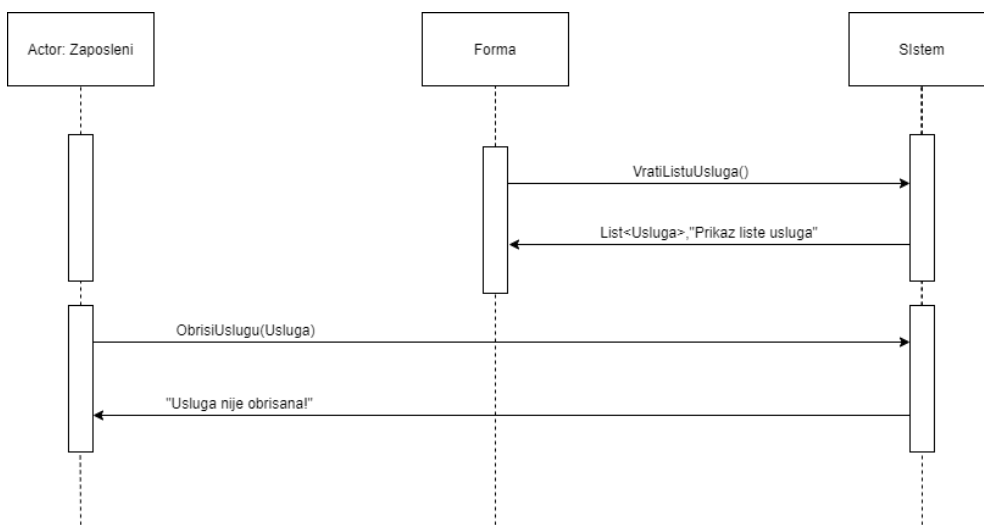 Actor: Zaposleni
Forma
SIstem
VratiListuUsluga()
List<Usluga>,"Prikaz liste usluga"
ObrisiUslugu(Usluga)
"Usluga nije obrisana!"